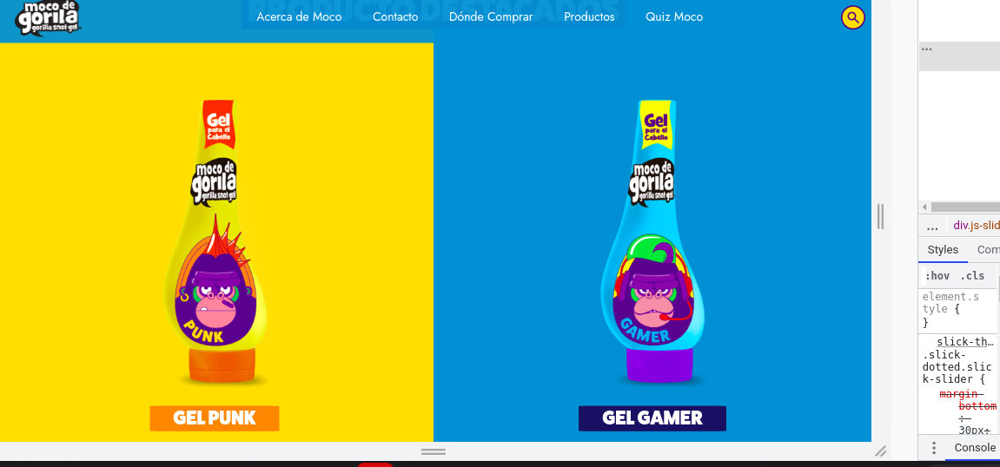 moco de
gorila
gorilla snot gel
PRODUCTO DESTACADOS
Acerca de Moco
Contacto
Dónde Comprar
Productos
Quiz Moco
Gel
para el
Cabello
moco de
gorila
gorilla snot gel
PUNK
GEL PUNK
Gel
para el
Cabello
moco de
gorila
gorilla snot gel
GAMER
GEL GAMER
...
...
div.js-slid
Styles
Com
:hov .cls
element.s
tyle {
}
slick-th…
.slick-
dotted.slic
k-slider {
margin-
bottom
:
30px;
Console